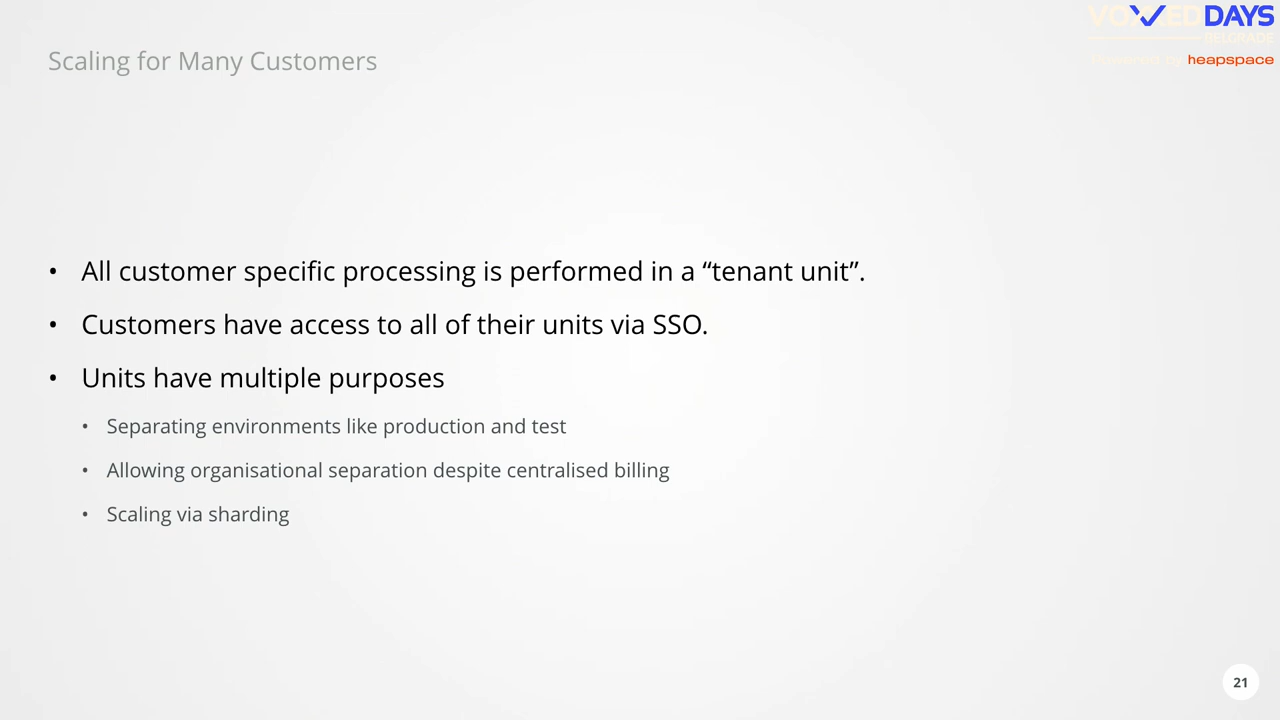 VOXXED DAYS
BELGRADE
Powered by heapspace
Scaling for Many Customers
• All customer specific processing is performed in a “tenant unit”.
• Customers have access to all of their units via SSO.
• Units have multiple purposes
• Separating environments like production and test
• Allowing organisational separation despite centralised billing
• Scaling via sharding
21